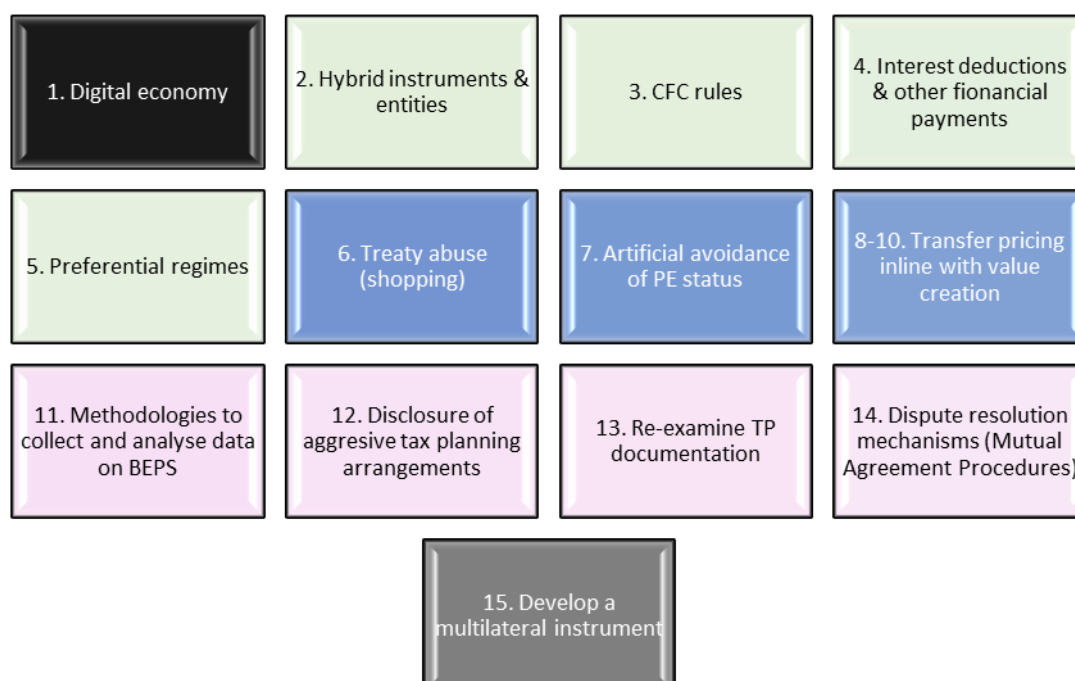 1. Digital economy
2. Hybrid instruments &
entities
3. CFC rules
4. Interest deductions
& other fionancial
payments
5. Preferential regimes
6. Treaty abuse
(shopping)
7. Artificial avoidance
of PE status
8-10. Transfer pricing
inline with value
creation
11. Methodologies to
collect and analyse data
on BEPS
12. Disclosure of
aggresive tax planning
arrangements
13. Re-examine TP
documentation
14. Dispute resolution
mechanisms (Mutual
Agreement Procedures)
15. Develop a
multilateral instrument